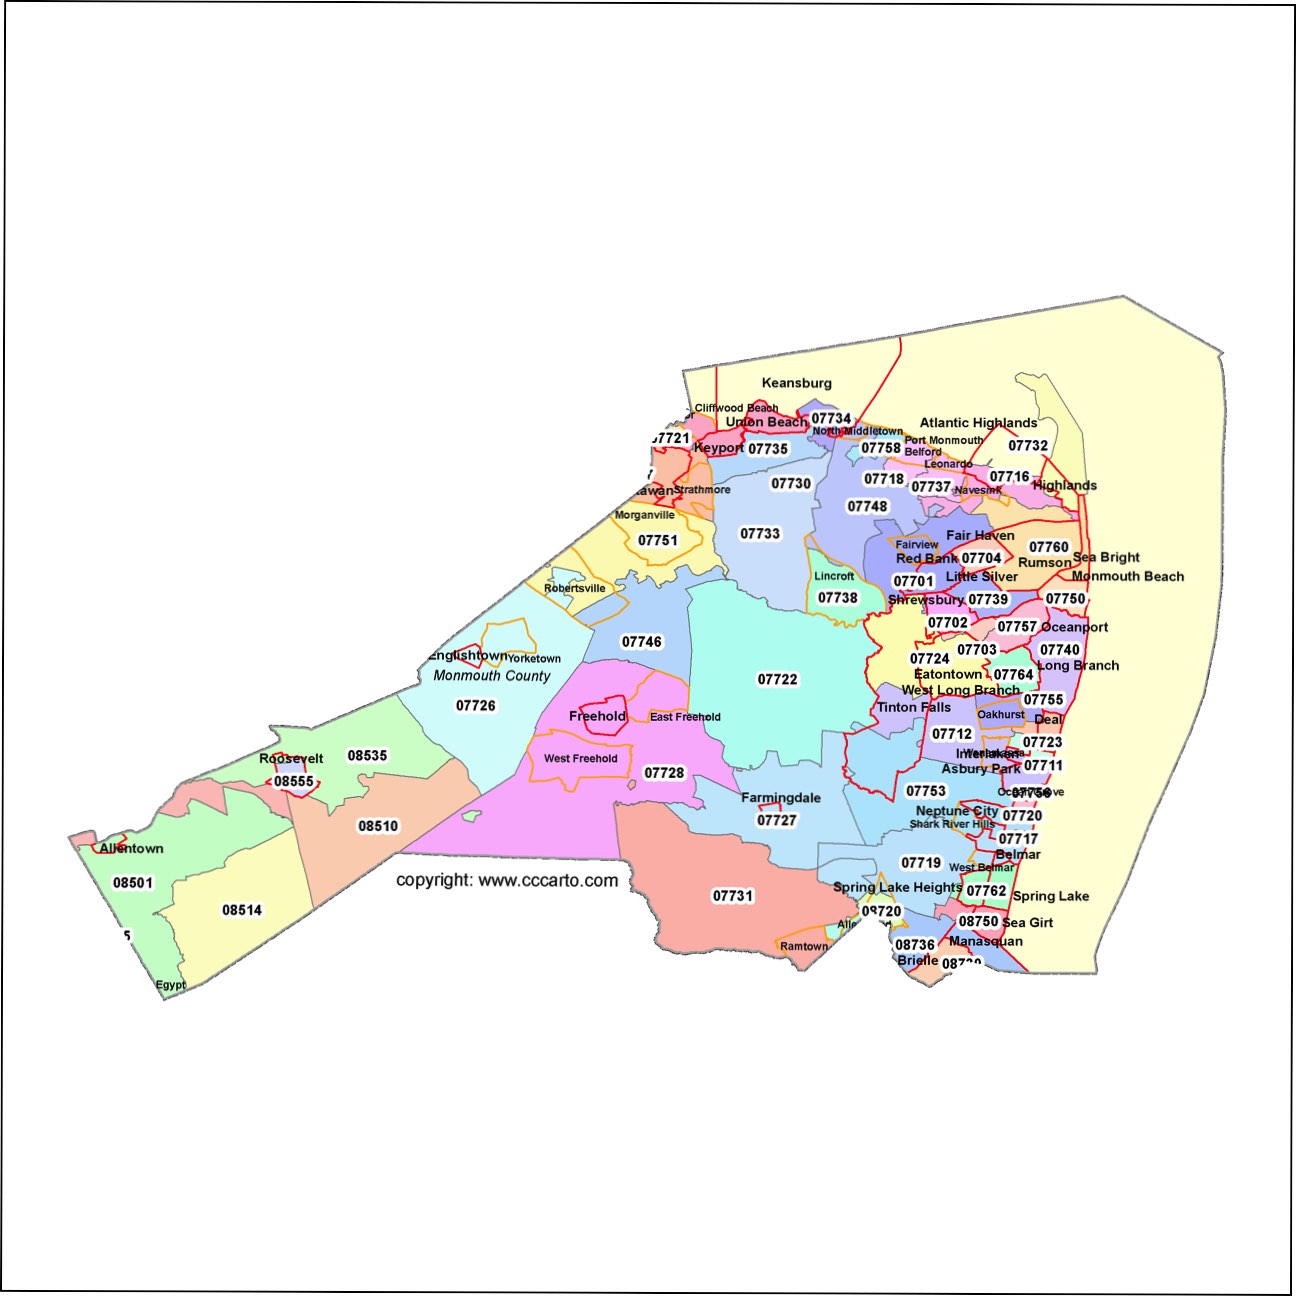 Keansburg
Cliffwood Beach
Union Beach
07734
Atlantic Highlands
North Middletown
07721
Keyport
07735
07758
Port Monmouth
Belford
07732
Leonardo
07730
07718
07737
07716
Highlands
Strathmore
Navesink
07748
Morganville
07751
07733
Fair Haven
Fairview
07760
Red Bank
07704
Rumson
Sea Bright
Lincroft
07701
Little Silver
Monmouth Beach
Robertsville
07738
Shrewsbury
07739
07750
07702
07757
Oceanport
07746
07703
07740
Englishtown
Yorketown
07724
Long Branch
Monmouth County
Eatontown
07764
07722
West Long Branch
07755
07726
Tinton Falls
Freehold
East Freehold
Oakhurst
Deal
07712
07723
Roosevelt
08535
West Freehold
Interlaken
07711
08555
07728
Asbury Park
Farmingdale
07753
07756
07727
Neptune City
07720
08510
Shark River Hills
07717
Allentown
Belmar
07719
West Belmar
08501
copyright: www.cccarto.com
Spring Lake Heights
07762
07731
Spring Lake
08514
08720
08750
Sea Girt
5
Ramtown
08736
Manasquan
Brielle
Egypt